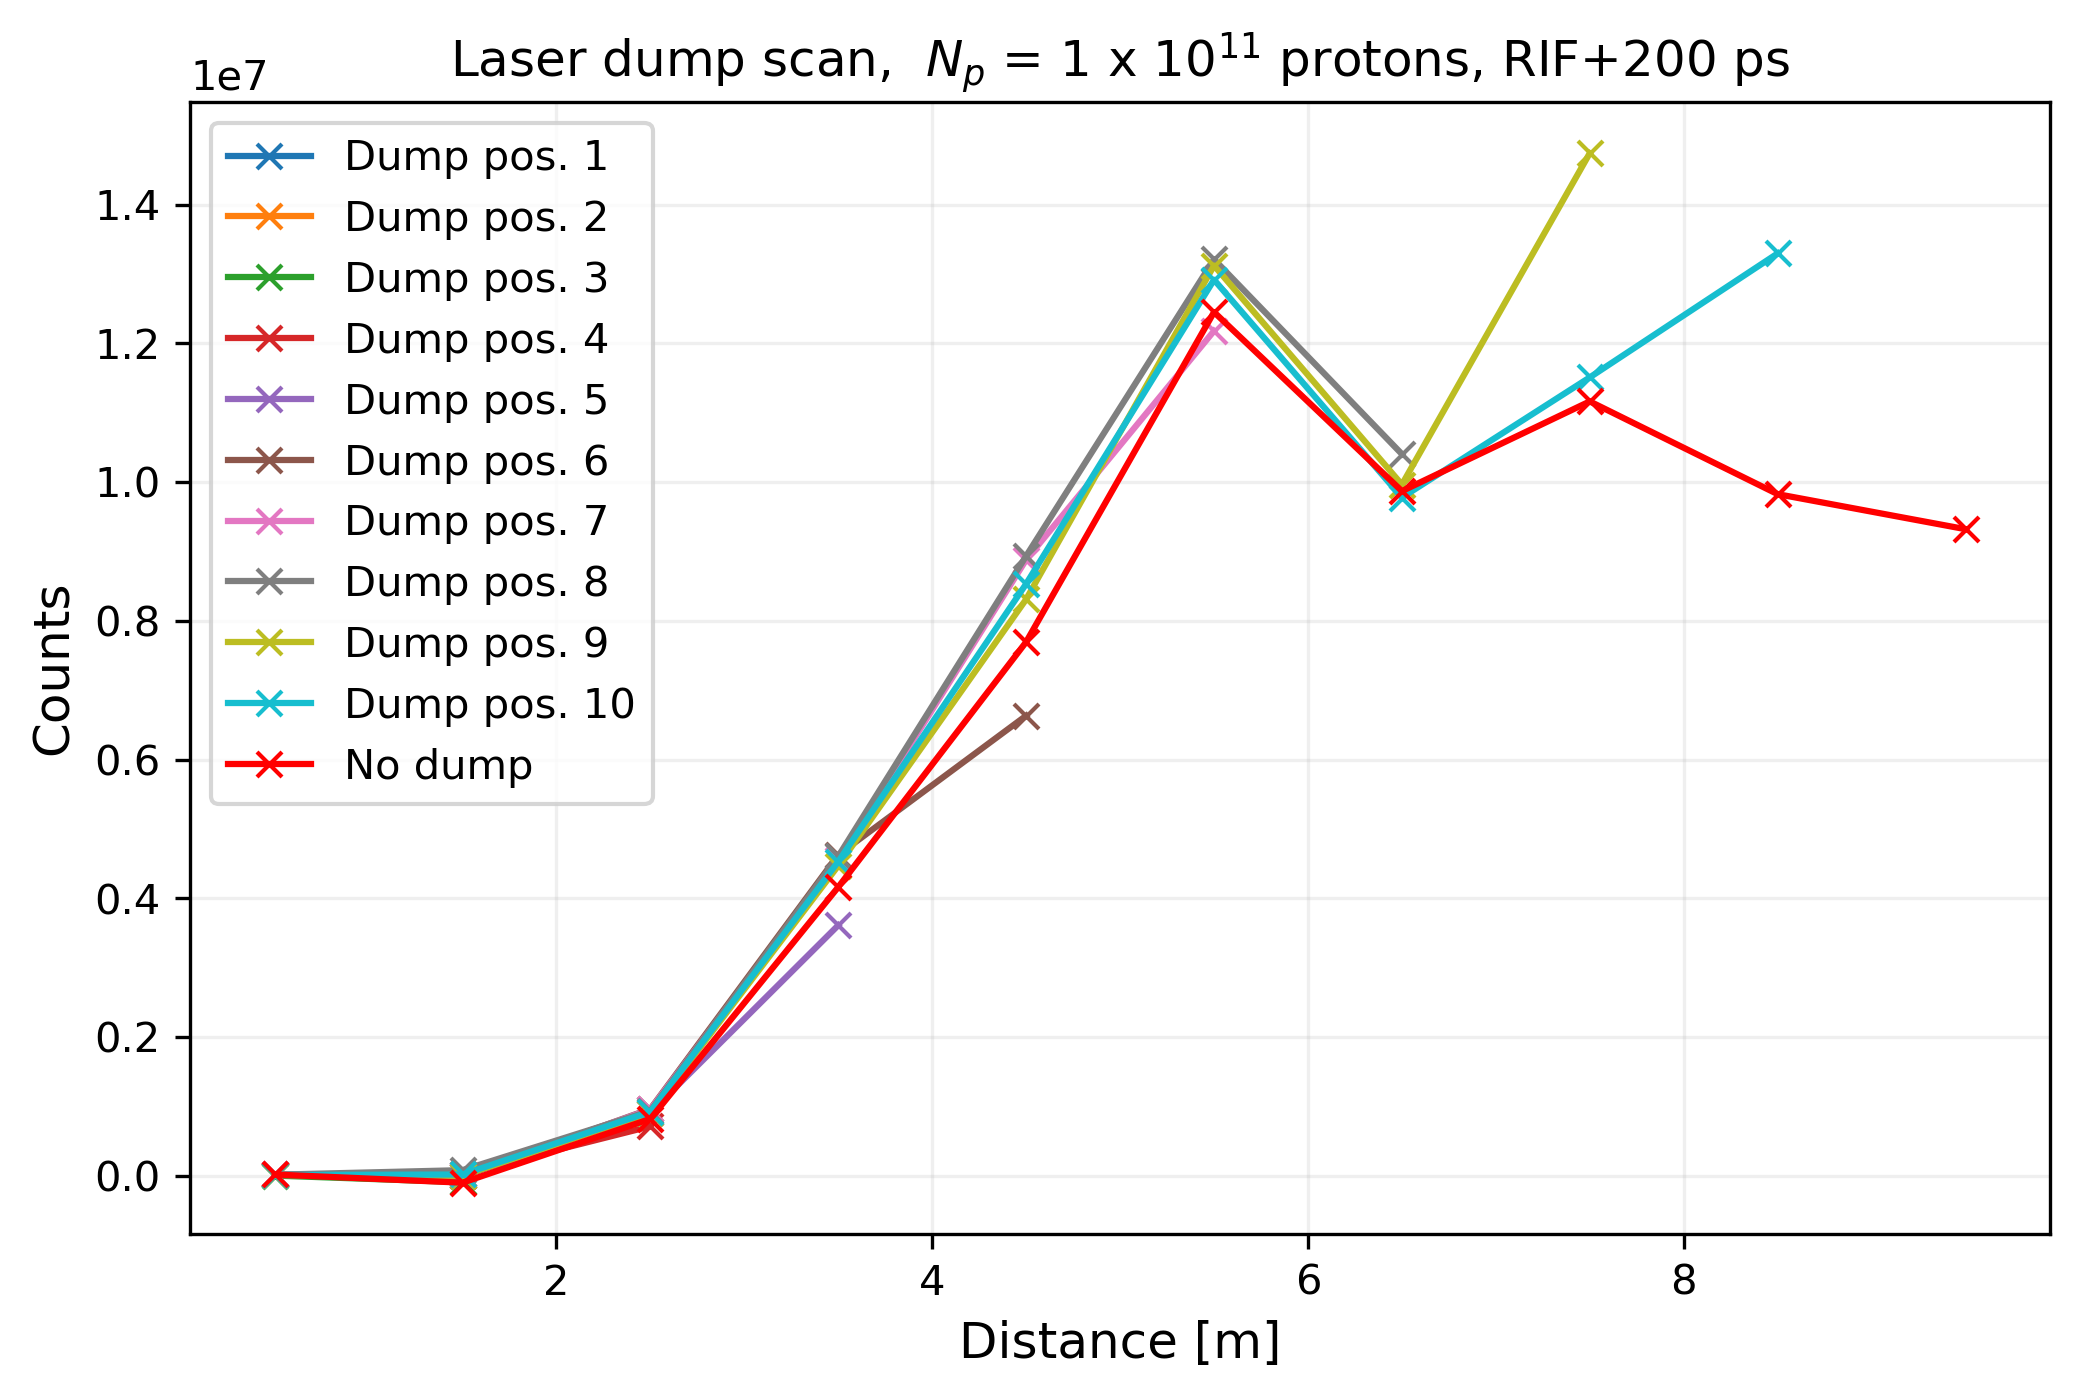 Laser dump scan, N_p = 1 x 10^11 protons, RIF+200 ps
1e7
Dump pos. 1
Dump pos. 2
Dump pos. 3
Dump pos. 4
Dump pos. 5
Dump pos. 6
Dump pos. 7
Dump pos. 8
Dump pos. 9
Dump pos. 10
No dump
1.4
1.2
1.0
0.8
0.6
0.4
0.2
0.0
Counts
2 4 6 8
Distance [m]